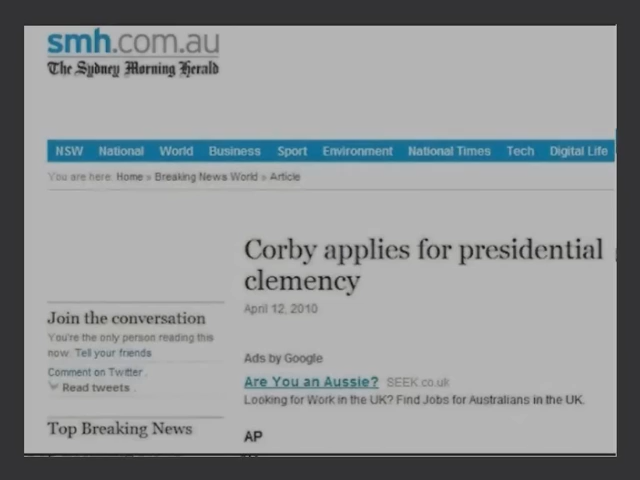 smh.com.au
The Sydney Morning Herald
NSW National World Business Sport Environment National Times Tech Digital Life
You are here: Home » Breaking News World » Article
Corby applies for presidential
clemency
April 12, 2010
Join the conversation
You're the only person reading this
now. Tell your friends
Comment on Twitter
Read tweets
Top Breaking News
Ads by Google
Are You an Aussie? SEEK.co.uk
Looking for Work in the UK? Find Jobs for Australians in the UK.
AP